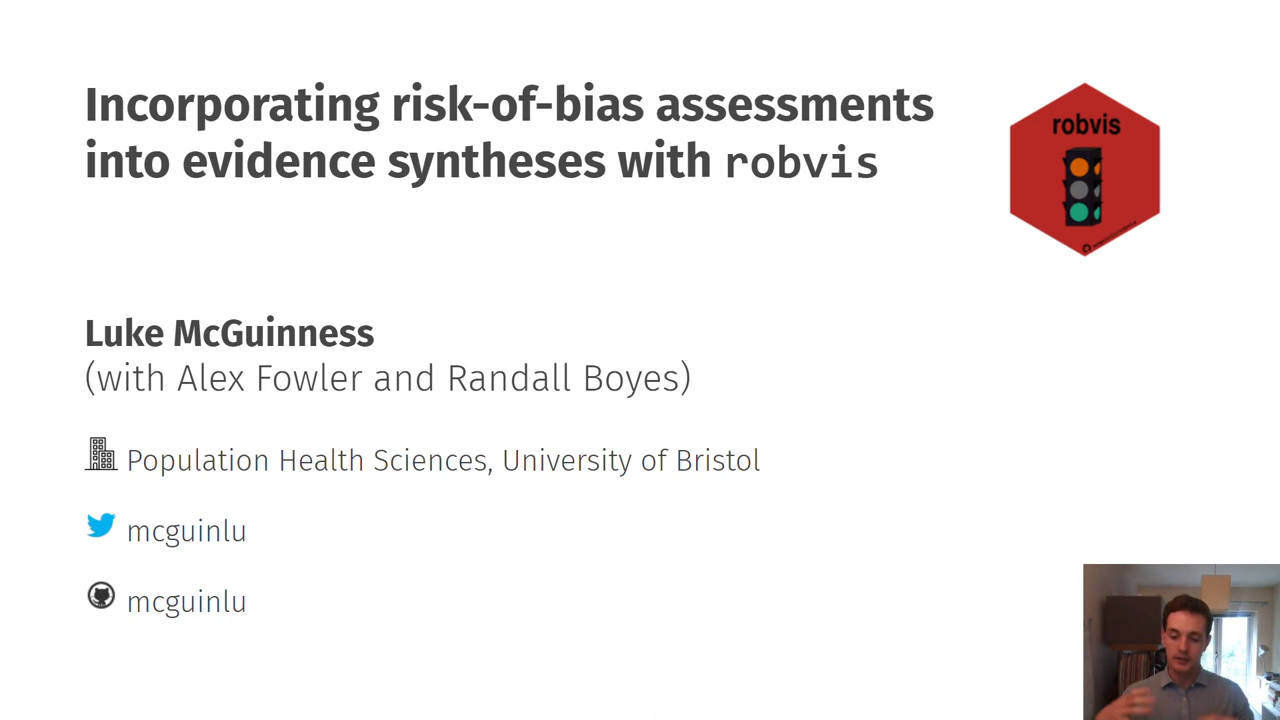 Incorporating risk-of-bias assessments
into evidence syntheses with robvis
robvis
Luke McGuinness
(with Alex Fowler and Randall Boyes)
Population Health Sciences, University of Bristol
mcguinlu
mcguinlu